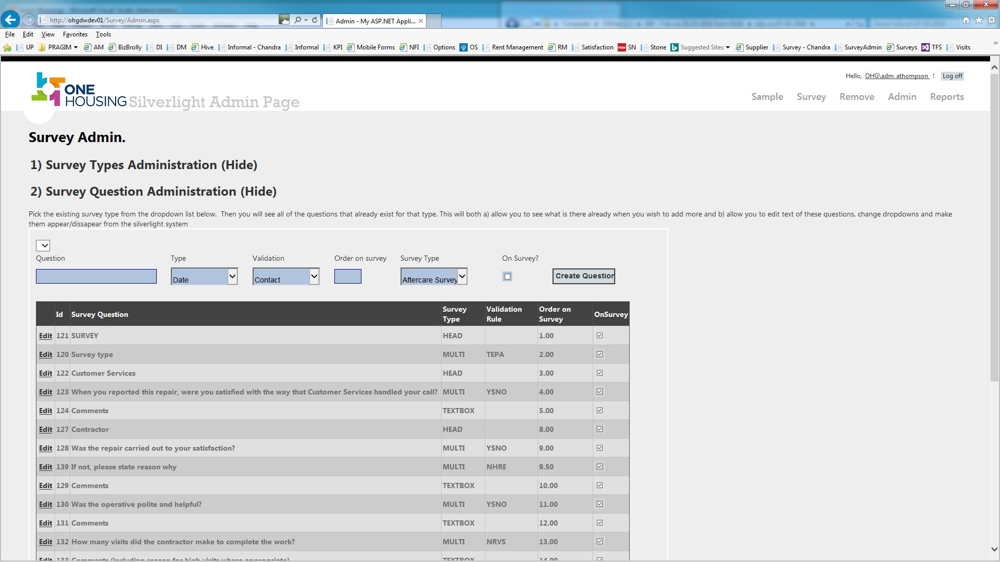 http://ohgdwdev01/Survey/Admin.aspx
Admin - My ASP.NET Appli...
File Edit View Favorites Tools
UP PRAGIM AM BizBrolly DI DM Hive Informal - Chandra Informal KPI Mobile Forms NFI Options OS Rent Management RM Satisfaction now SN Stone Suggested Sites Supplier Survey - Chandra SurveyAdmin Surveys TFS Visits
Hello, OHG\adm_athompson ! Log off
ONE
HOUSING Silverlight Admin Page
Sample Survey Remove Admin Reports
Survey Admin.
1) Survey Types Administration (Hide)
2) Survey Question Administration (Hide)
Pick the existing survey type from the dropdown list below. Then you will see all of the questions that already exist for that type. This will both a) allow you to see what is there already when you wish to add more and b) allow you to edit text of these questions, change dropdowns and make
them appear/dissapear from the silverlight system
Question Type Validation Order on survey Survey Type On Survey?
Date Contact Aftercare Survey Create Question
Id Survey Question Survey Type Validation Rule Order on Survey OnSurvey
Edit 121 SURVEY HEAD 1.00
Edit 120 Survey type MULTI TEPA 2.00
Edit 122 Customer Services HEAD 3.00
Edit 123 When you reported this repair, were you satisfied with the way that Customer Services handled your call? MULTI YSNO 4.00
Edit 124 Comments TEXTBOX 5.00
Edit 127 Contractor HEAD 8.00
Edit 128 Was the repair carried out to your satisfaction? MULTI YSNO 9.00
Edit 139 If not, please state reason why MULTI NHRE 9.50
Edit 129 Comments TEXTBOX 10.00
Edit 130 Was the operative polite and helpful? MULTI YSNO 11.00
Edit 131 Comments TEXTBOX 12.00
Edit 132 How many visits did the contractor make to complete the work? MULTI NRVS 13.00
Edit 133 Comments (including reason for high visits where appropriate) TEXTBOX 14.00